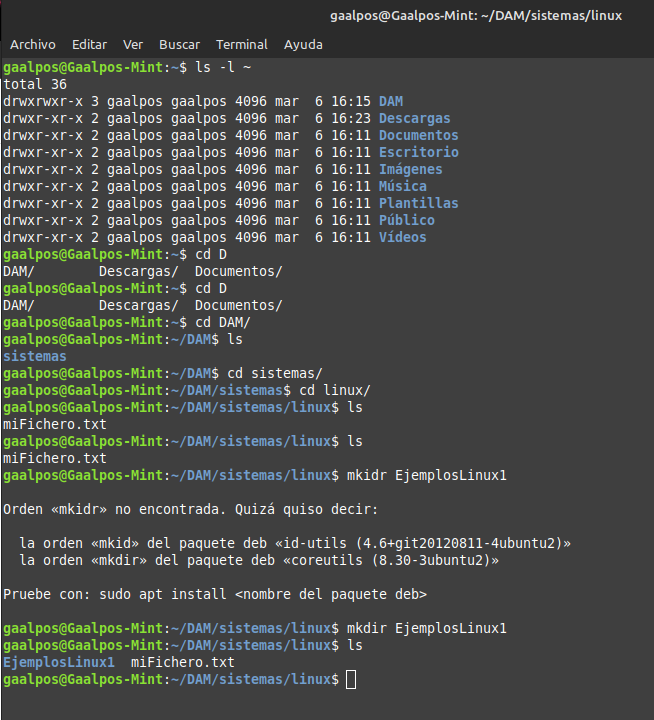 gaalpos@Gaalpos-Mint: ~/DAM/sistemas/linux
Archivo Editar Ver Buscar Terminal Ayuda
gaalpos@Gaalpos-Mint:~$ ls -l ~
total 36
drwxrwxr-x 3 gaalpos gaalpos 4096 mar  6 16:15 DAM
drwxr-xr-x 2 gaalpos gaalpos 4096 mar  6 16:23 Descargas
drwxr-xr-x 2 gaalpos gaalpos 4096 mar  6 16:11 Documentos
drwxr-xr-x 2 gaalpos gaalpos 4096 mar  6 16:11 Escritorio
drwxr-xr-x 2 gaalpos gaalpos 4096 mar  6 16:11 Imágenes
drwxr-xr-x 2 gaalpos gaalpos 4096 mar  6 16:11 Música
drwxr-xr-x 2 gaalpos gaalpos 4096 mar  6 16:11 Plantillas
drwxr-xr-x 2 gaalpos gaalpos 4096 mar  6 16:11 Público
drwxr-xr-x 2 gaalpos gaalpos 4096 mar  6 16:11 Vídeos
gaalpos@Gaalpos-Mint:~$ cd D
DAM/        Descargas/  Documentos/
gaalpos@Gaalpos-Mint:~$ cd D
DAM/        Descargas/  Documentos/
gaalpos@Gaalpos-Mint:~$ cd DAM/
gaalpos@Gaalpos-Mint:~/DAM$ ls
sistemas
gaalpos@Gaalpos-Mint:~/DAM$ cd sistemas/
gaalpos@Gaalpos-Mint:~/DAM/sistemas$ cd linux/
gaalpos@Gaalpos-Mint:~/DAM/sistemas/linux$ ls
miFichero.txt
gaalpos@Gaalpos-Mint:~/DAM/sistemas/linux$ ls
miFichero.txt
gaalpos@Gaalpos-Mint:~/DAM/sistemas/linux$ mkidr EjemplosLinux1
Orden «mkidr» no encontrada. Quizá quiso decir:
  la orden «mkid» del paquete deb «id-utils (4.6+git20120811-4ubuntu2)»
  la orden «mkdir» del paquete deb «coreutils (8.30-3ubuntu2)»
Pruebe con: sudo apt install <nombre del paquete deb>
gaalpos@Gaalpos-Mint:~/DAM/sistemas/linux$ mkdir EjemplosLinux1
gaalpos@Gaalpos-Mint:~/DAM/sistemas/linux$ ls
EjemplosLinux1  miFichero.txt
gaalpos@Gaalpos-Mint:~/DAM/sistemas/linux$